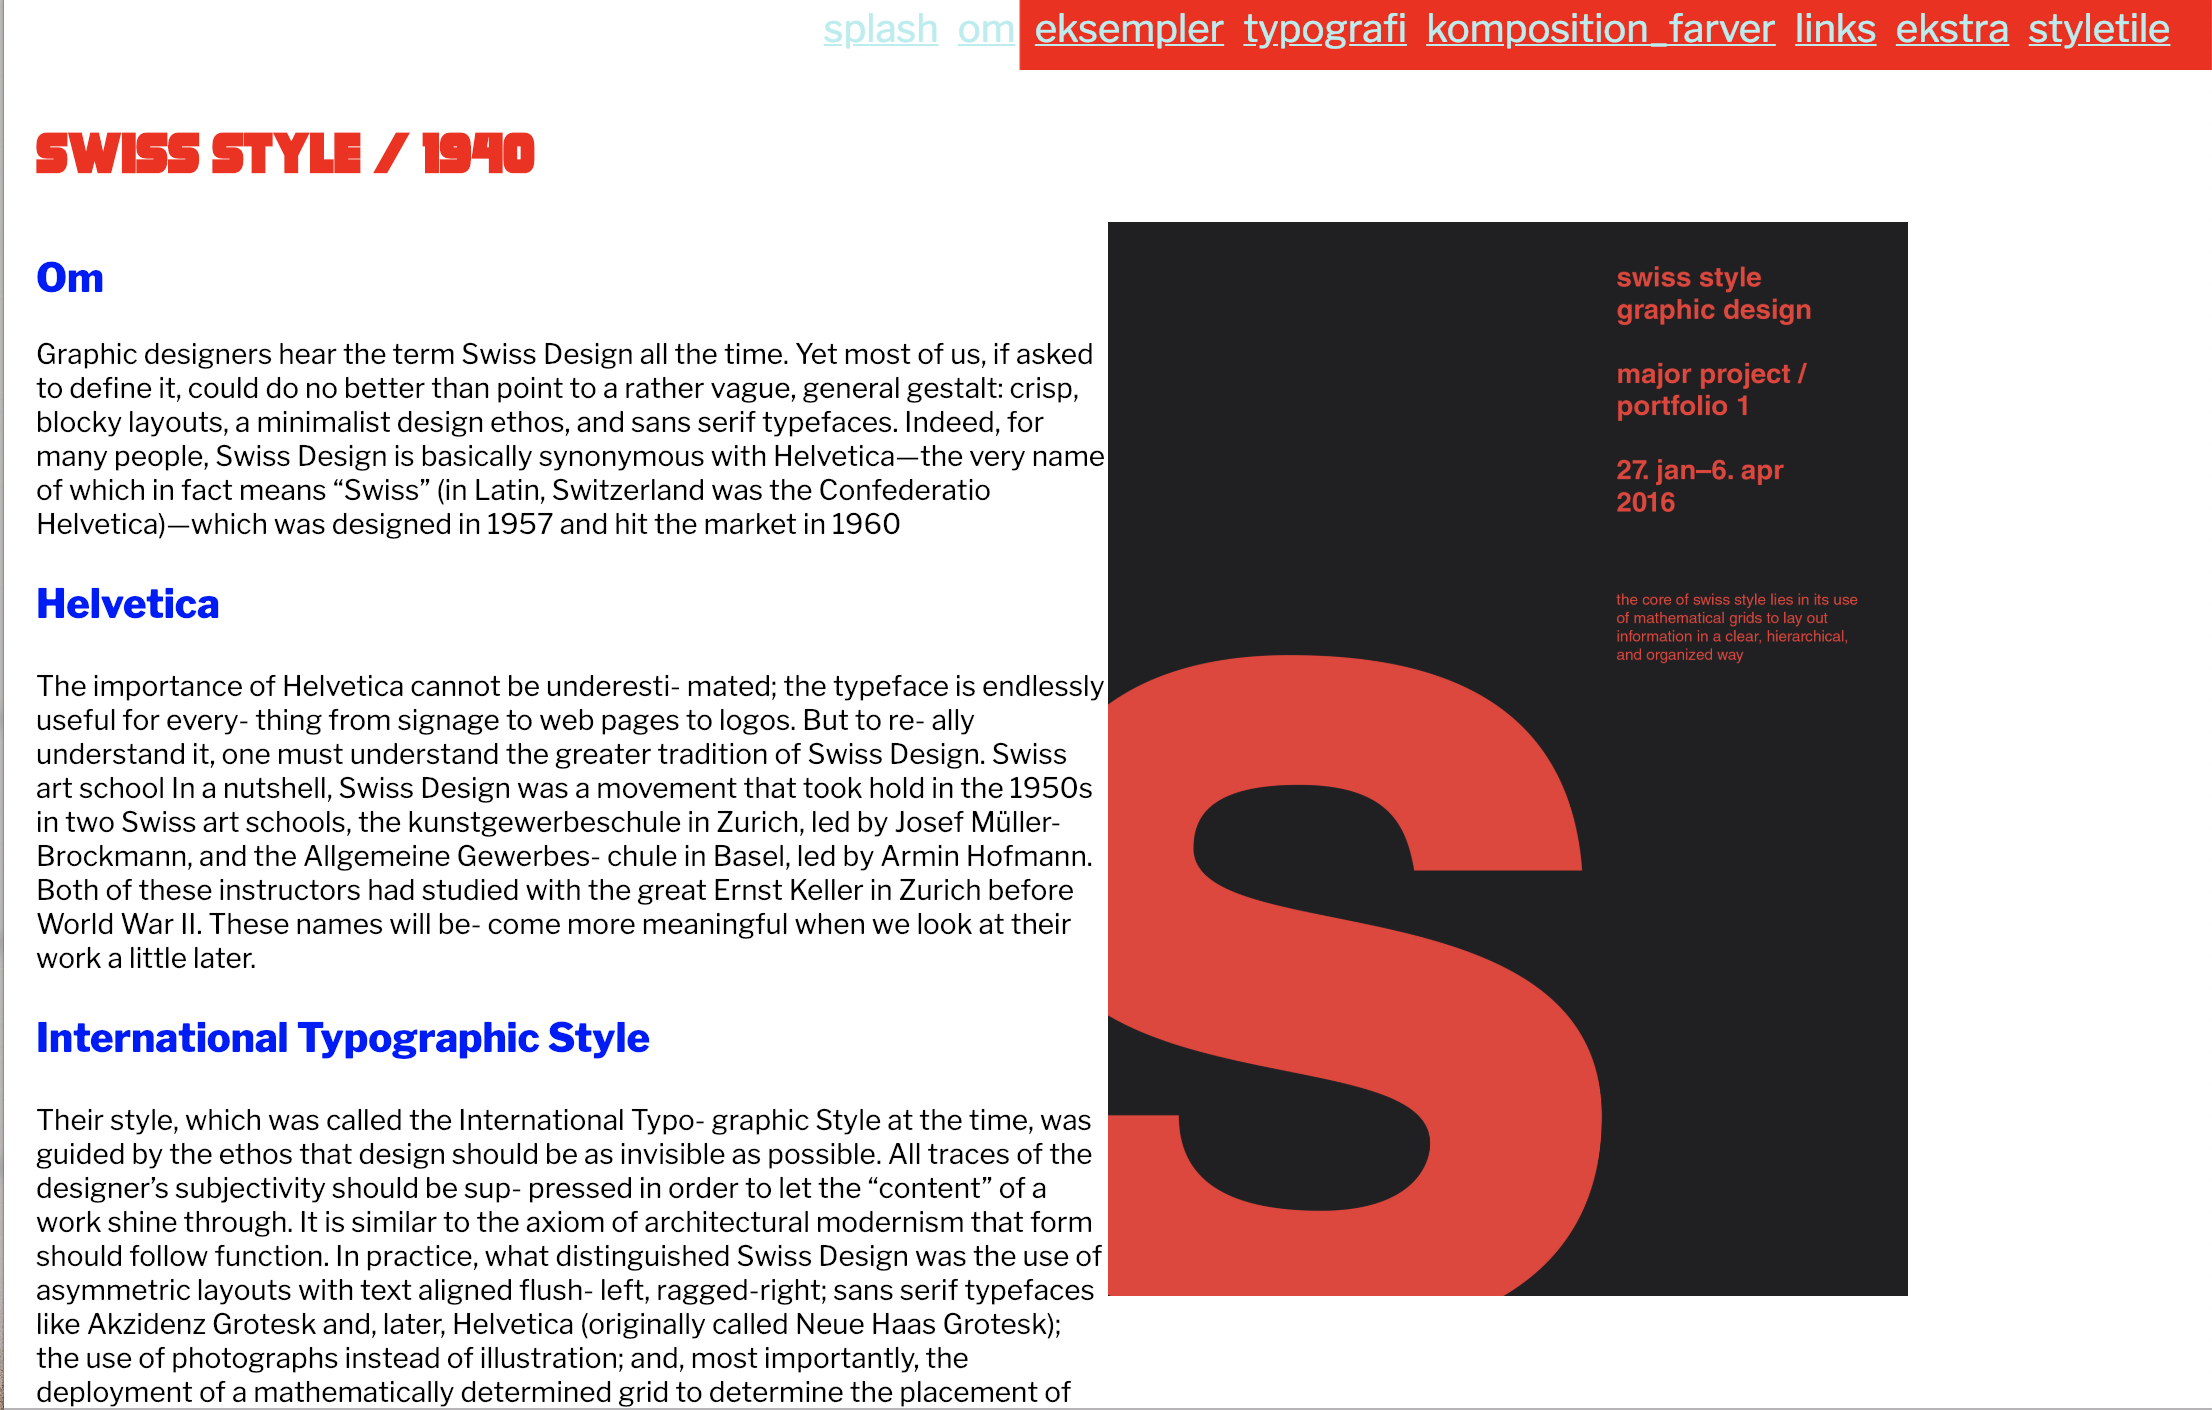 splash om eksempler typografi komposition_farver links ekstra styletile
SWISS STYLE / 1940
Om
Graphic designers hear the term Swiss Design all the time. Yet most of us, if asked
to define it, could do no better than point to a rather vague, general gestalt: crisp,
blocky layouts, a minimalist design ethos, and sans serif typefaces. Indeed, for
many people, Swiss Design is basically synonymous with Helvetica—the very name
of which in fact means “Swiss” (in Latin, Switzerland was the Confederatio
Helvetica)—which was designed in 1957 and hit the market in 1960
Helvetica
The importance of Helvetica cannot be underesti- mated; the typeface is endlessly
useful for every- thing from signage to web pages to logos. But to re- ally
understand it, one must understand the greater tradition of Swiss Design. Swiss
art school In a nutshell, Swiss Design was a movement that took hold in the 1950s
in two Swiss art schools, the kunstgewerbeschule in Zurich, led by Josef Müller-
Brockmann, and the Allgemeine Gewerbes- chule in Basel, led by Armin Hofmann.
Both of these instructors had studied with the great Ernst Keller in Zurich before
World War II. These names will be- come more meaningful when we look at their
work a little later.
International Typographic Style
Their style, which was called the International Typo- graphic Style at the time, was
guided by the ethos that design should be as invisible as possible. All traces of the
designer’s subjectivity should be sup- pressed in order to let the “content” of a
work shine through. It is similar to the axiom of architectural modernism that form
should follow function. In practice, what distinguished Swiss Design was the use of
asymmetric layouts with text aligned flush- left, ragged-right; sans serif typefaces
like Akzidenz Grotesk and, later, Helvetica (originally called Neue Haas Grotesk);
the use of photographs instead of illustration; and, most importantly, the
deployment of a mathematically determined grid to determine the placement of
swiss style
graphic design
major project /
portfolio 1
27. jan–6. apr
2016
the core of swiss style lies in its use
of mathematical grids to lay out
information in a clear, hierarchical,
and organized way
s